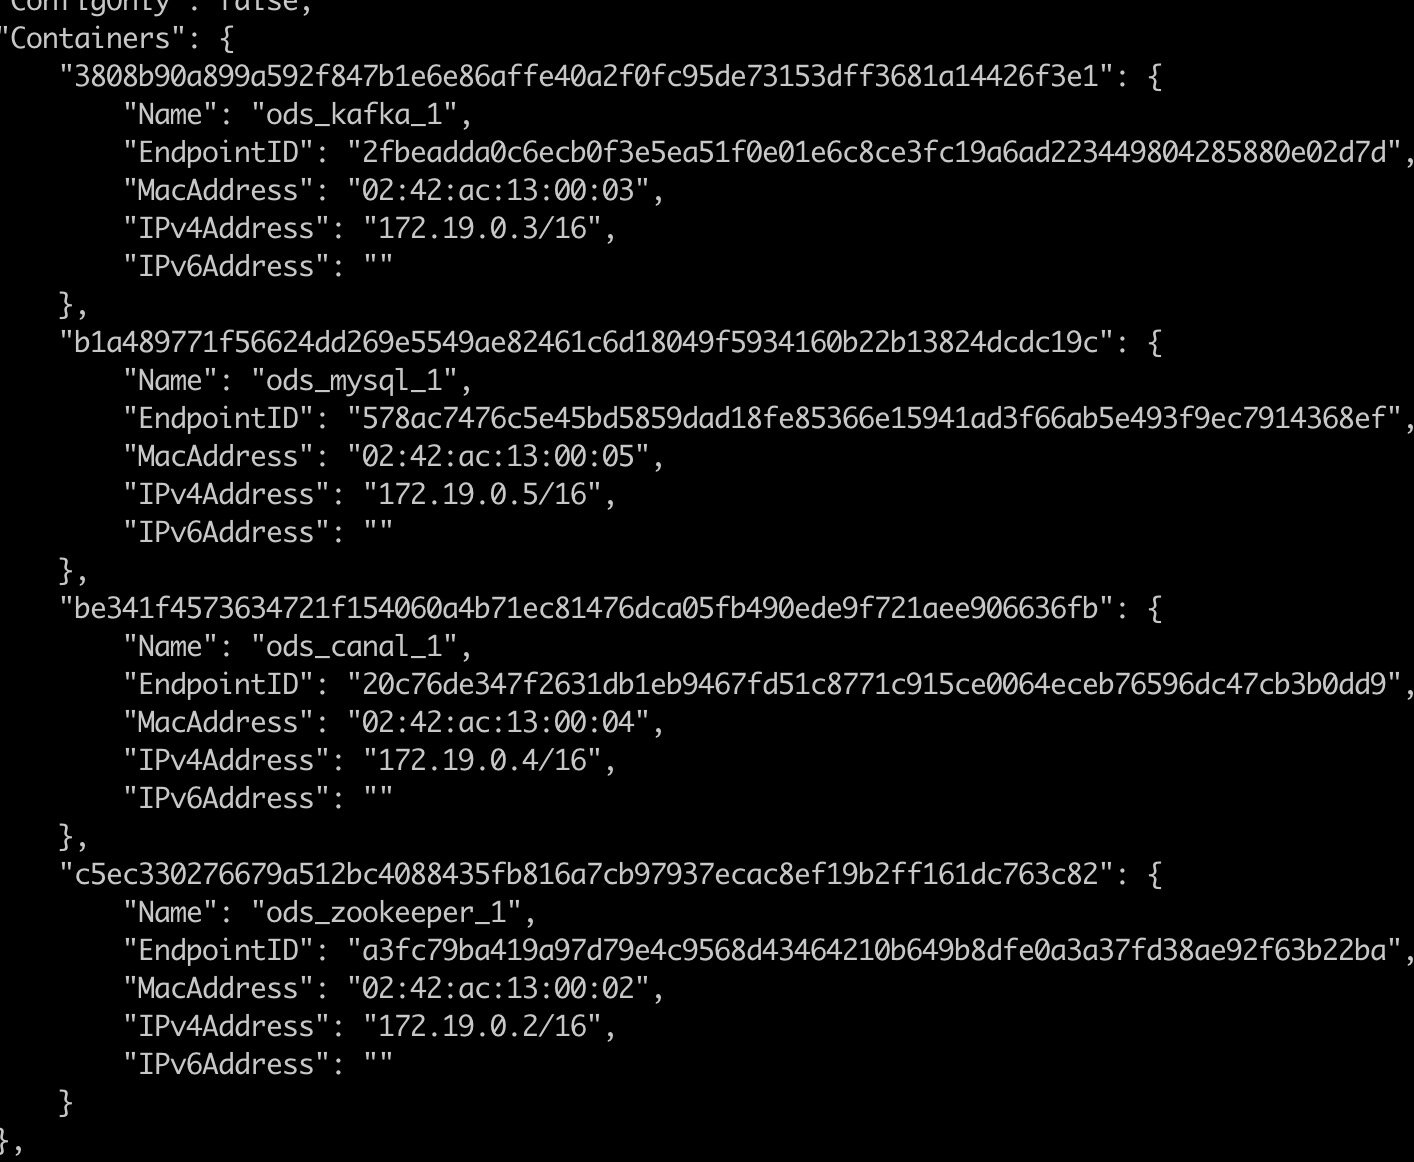 "ConfigOnly": false,
"Containers": {
"3808b90a899a592f847b1e6e86affe40a2f0fc95de73153dff3681a14426f3e1": {
"Name": "ods_kafka_1",
"EndpointID": "2fbeadda0c6ecb0f3e5ea51f0e01e6c8ce3fc19a6ad223449804285880e02d7d",
"MacAddress": "02:42:ac:13:00:03",
"IPv4Address": "172.19.0.3/16",
"IPv6Address": ""
},
"b1a489771f56624dd269e5549ae82461c6d18049f5934160b22b13824dcdc19c": {
"Name": "ods_mysql_1",
"EndpointID": "578ac7476c5e45bd5859dad18fe85366e15941ad3f66ab5e493f9ec7914368ef",
"MacAddress": "02:42:ac:13:00:05",
"IPv4Address": "172.19.0.5/16",
"IPv6Address": ""
},
"be341f4573634721f154060a4b71ec81476dca05fb490ede9f721aee906636fb": {
"Name": "ods_canal_1",
"EndpointID": "20c76de347f2631db1eb9467fd51c8771c915ce0064eceb76596dc47cb3b0dd9",
"MacAddress": "02:42:ac:13:00:04",
"IPv4Address": "172.19.0.4/16",
"IPv6Address": ""
},
"c5ec330276679a512bc4088435fb816a7cb97937ecac8ef19b2ff161dc763c82": {
"Name": "ods_zookeeper_1",
"EndpointID": "a3fc79ba419a97d79e4c9568d43464210b649b8dfe0a3a37fd38ae92f63b22ba",
"MacAddress": "02:42:ac:13:00:02",
"IPv4Address": "172.19.0.2/16",
"IPv6Address": ""
}
},